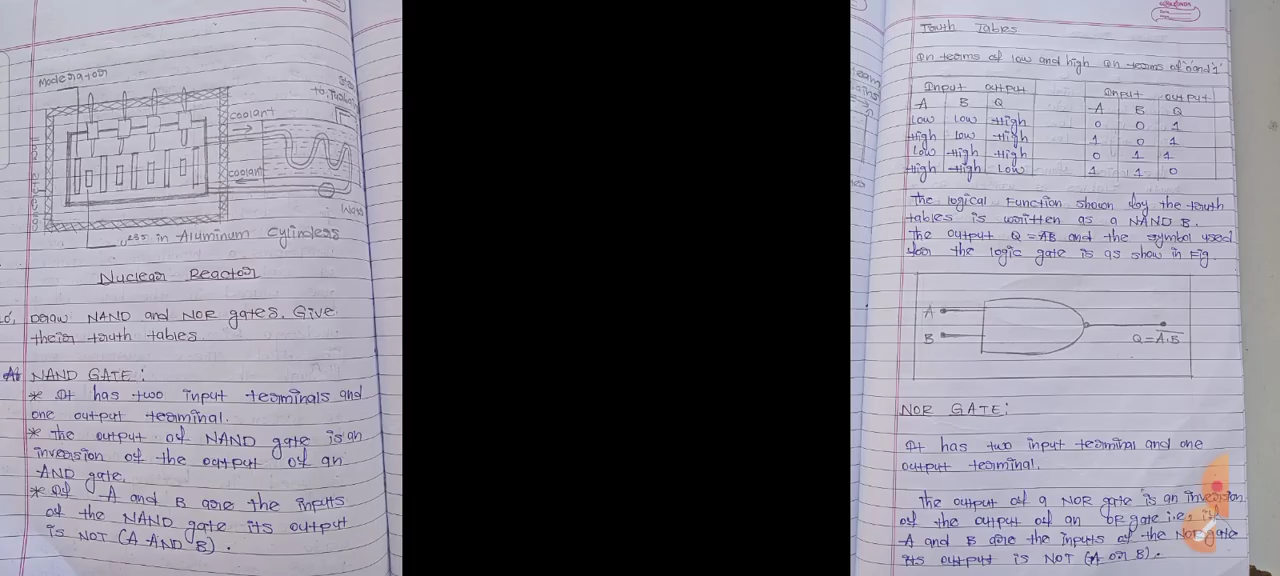 Moderator
coolant
coolant
U235 in Aluminum Cylinders
Nuclear Reactor
Draw NAND and NOR gates. Give
their truth tables.
A) NAND GATE:
* It has two input terminals and
one output terminal.
* The output of NAND gate is an
inversion of the output of an
AND gate.
* If A and B are the inputs
of the NAND gate its output
is NOT (A AND B).
Truth Tables
In terms of low and high In terms of '0' and '1'
Input output Input output
A B Q A B Q
Low Low High 0 0 1
High Low High 1 0 1
Low High High 0 1 1
High High Low 1 1 0
The logical Function shown by the truth
tables is written as a NAND B.
The output Q = AB and the symbol used
for the logic gate is as show in Fig.
A
B
Q = A.B
NOR GATE:
It has two input terminal and one
output terminal.
The output of a NOR gate is an inversion
of the output of an OR gate i.e., if
A and B are the inputs of the NOR gate
its output is NOT (A or B).